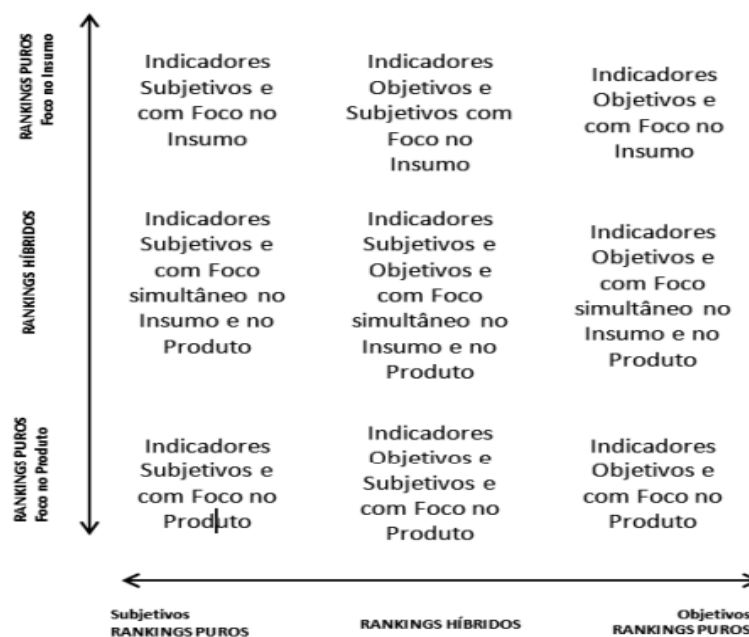 RANKINGS PUROS
Foco no Insumo
Indicadores
Subjetivos e
com Foco no
Insumo
Indicadores
Objetivos e
Subjetivos com
Foco no
Insumo
Indicadores
Objetivos e
com Foco no
Insumo
RANKINGS HÍBRIDOS
Indicadores
Subjetivos e
com Foco
simultâneo no
Insumo e no
Produto
Indicadores
Subjetivos e
Objetivos e
com Foco
simultâneo no
Insumo e no
Produto
Indicadores
Objetivos e
com Foco
simultâneo no
Insumo e no
Produto
RANKINGS PUROS
Foco no Produto
Indicadores
Subjetivos e
com Foco no
Produto
Indicadores
Objetivos e
Subjetivos e
com Foco no
Produto
Indicadores
Objetivos e
com Foco no
Produto
Subjetivos
RANKINGS PUROS
RANKINGS HÍBRIDOS
Objetivos
RANKINGS PUROS